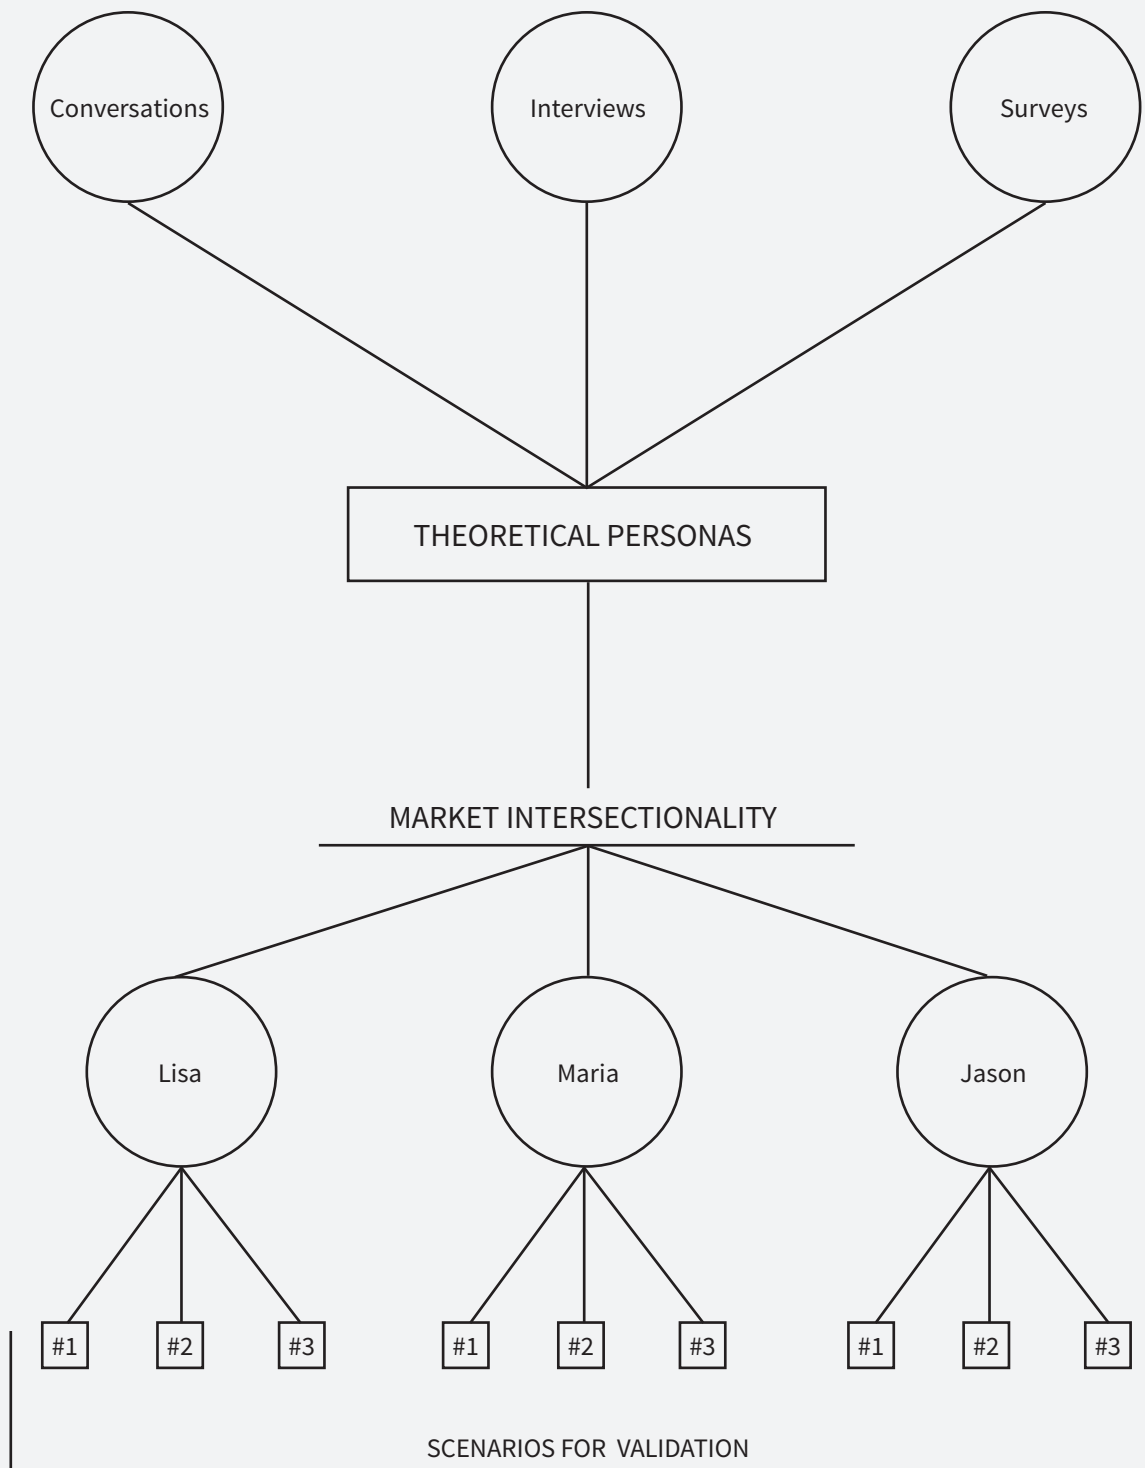 Conversations Interviews Surveys
THEORETICAL PERSONAS
MARKET INTERSECTIONALITY
Lisa Maria Jason
#1 #2 #3 #1 #2 #3 #1 #2 #3
SCENARIOS FOR  VALIDATION